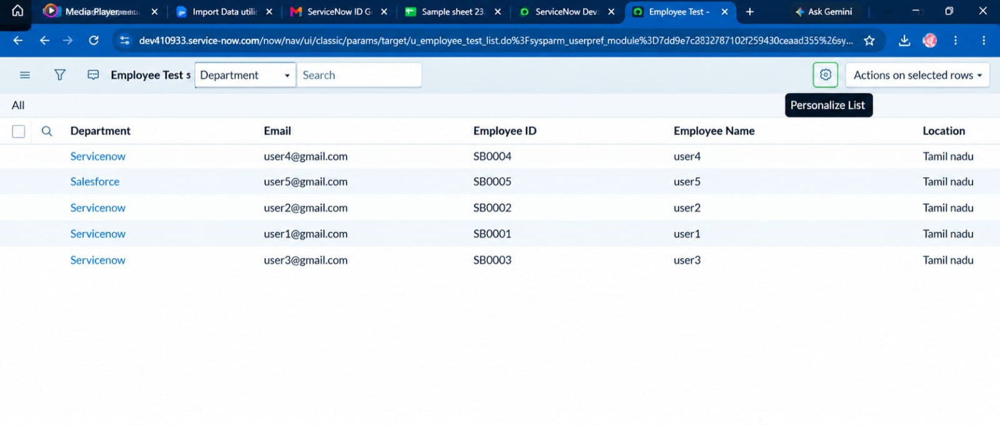 Media Player
Import Data utili
ServiceNow ID G
Sample sheet 23
ServiceNow Dev
Employee Test -
Ask Gemini
dev410933.service-now.com/now/nav/ui/classic/params/target/u_employee_test_list.do%3Fsysparm_userpref_module%3D7dd9e7c2832787102f259430ceaad355%26sy...
Employee Test s Department Search Actions on selected rows
All Personalize List
Department Email Employee ID Employee Name Location
Servicenow user4@gmail.com SB0004 user4 Tamil nadu
Salesforce user5@gmail.com SB0005 user5 Tamil nadu
Servicenow user2@gmail.com SB0002 user2 Tamil nadu
Servicenow user1@gmail.com SB0001 user1 Tamil nadu
Servicenow user3@gmail.com SB0003 user3 Tamil nadu